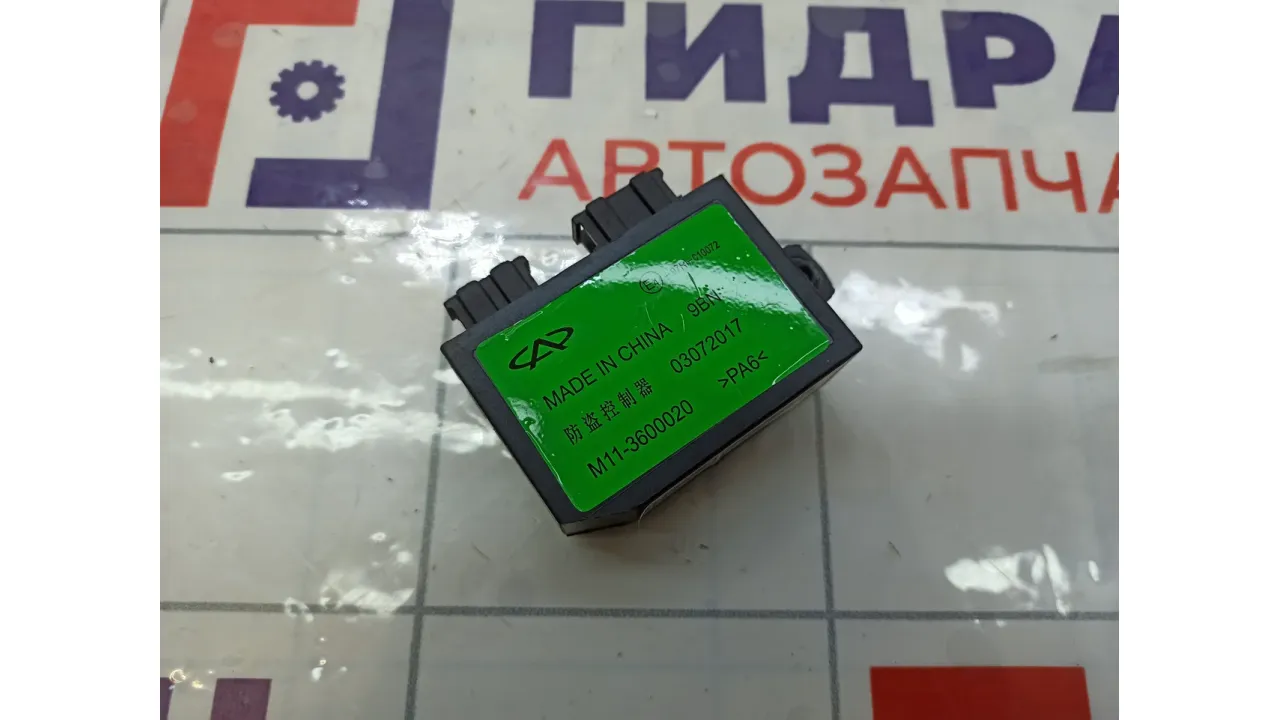 ГИДРА
АВТОЗАПЧА
MADE IN CHINA 9BN
防盗控制器 03072017
M11-3600020 >PA6<